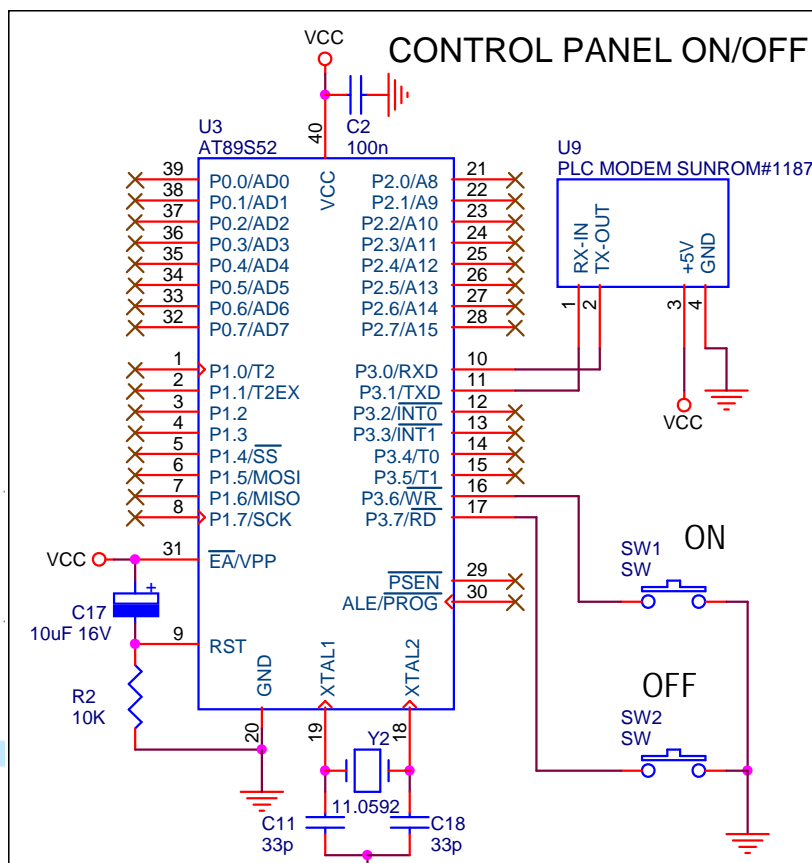 VCC
CONTROL PANEL ON/OFF
U3
AT89S52
40
C2
100n
U9
PLC MODEM SUNROM#1187
VCC
39 P0.0/AD0
38 P0.1/AD1
37 P0.2/AD2
36 P0.3/AD3
35 P0.4/AD4
34 P0.5/AD5
33 P0.6/AD6
32 P0.7/AD7
P2.0/A8 21
P2.1/A9 22
P2.2/A10 23
P2.3/A11 24
P2.4/A12 25
P2.5/A13 26
P2.6/A14 27
P2.7/A15 28
RX-IN
TX-OUT
+5V
GND
1
2
3
4
VCC
1 P1.0/T2
2 P1.1/T2EX
3 P1.2
4 P1.3
5 P1.4/SS
6 P1.5/MOSI
7 P1.6/MISO
8 P1.7/SCK
P3.0/RXD 10
P3.1/TXD 11
P3.2/INT0 12
P3.3/INT1 13
P3.4/T0 14
P3.5/T1 15
P3.6/WR 16
P3.7/RD 17
VCC
31 EA/VPP
PSEN 29
ALE/PROG 30
+
C17
10uF 16V
9 RST
R2
10K
GND
XTAL1
XTAL2
20
19
18
Y2
11.0592
C11
33p
C18
33p
SW1
SW
ON
OFF
SW2
SW